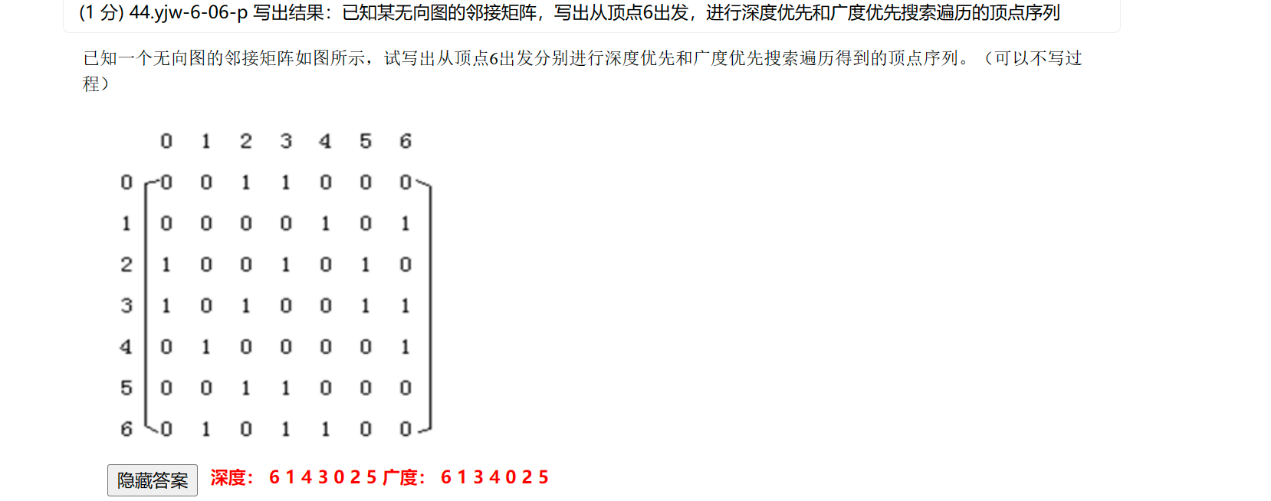 (1 分) 44.yjw-6-06-p 写出结果：已知某无向图的邻接矩阵，写出从顶点6出发，进行深度优先和广度优先搜索遍历的顶点序列
已知一个无向图的邻接矩阵如图所示，试写出从顶点6出发分别进行深度优先和广度优先搜索遍历得到的顶点序列。（可以不写过
程）
0 1 2 3 4 5 6
0 0 0 1 1 0 0 0
1 0 0 0 0 1 0 1
2 1 0 0 1 0 1 0
3 1 0 1 0 0 1 1
4 0 1 0 0 0 0 1
5 0 0 1 1 0 0 0
6 0 1 0 1 1 0 0
隐藏答案 深度： 6 1 4 3 0 2 5 广度： 6 1 3 4 0 2 5